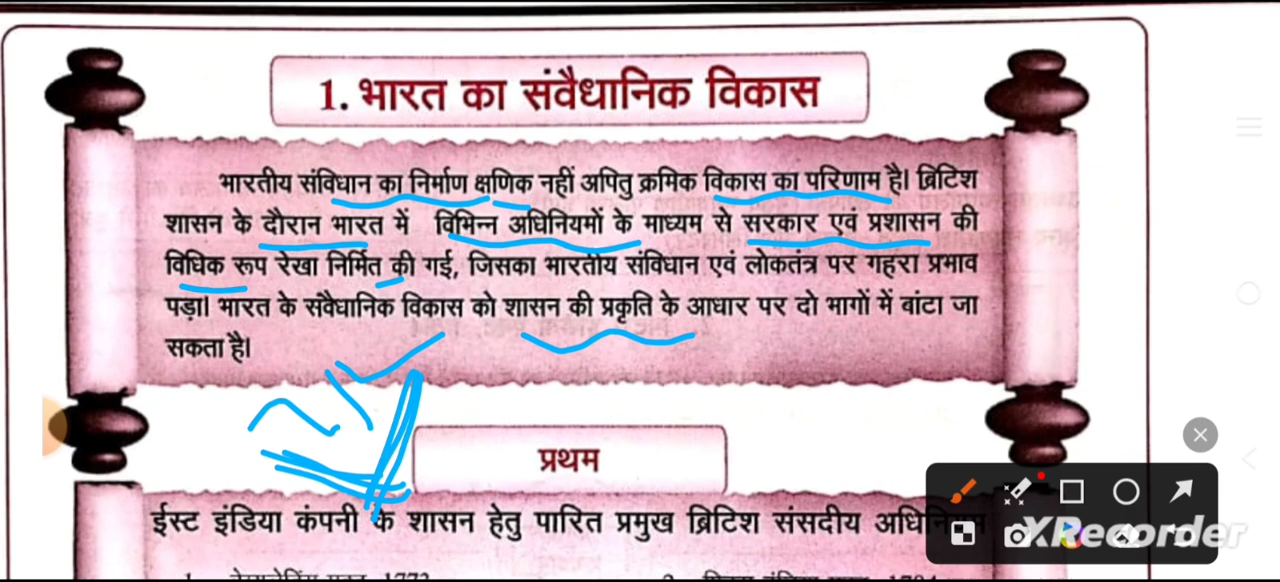 1. भारत का संवैधानिक विकास
भारतीय संविधान का निर्माण क्षणिक नहीं अपितु क्रमिक विकास का परिणाम है। ब्रिटिश
शासन के दौरान भारत में विभिन्न अधिनियमों के माध्यम से सरकार एवं प्रशासन की
विधिक रूप रेखा निर्मित की गई, जिसका भारतीय संविधान एवं लोकतंत्र पर गहरा प्रभाव
पड़ा। भारत के संवैधानिक विकास को शासन की प्रकृति के आधार पर दो भागों में बांटा जा
सकता है।
प्रथम
ईस्ट इंडिया कंपनी के शासन हेतु पारित प्रमुख ब्रिटिश संसदीय अधिनियम
XRecorder